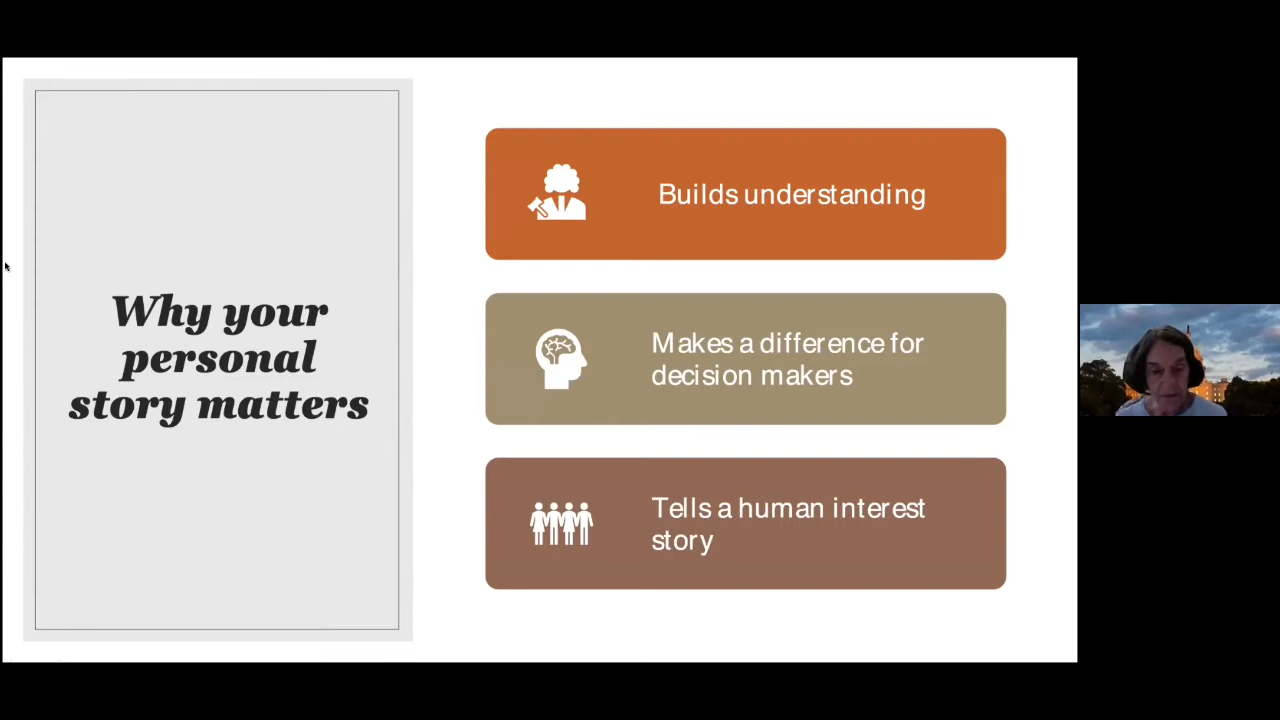 Why your
personal
story matters
Builds understanding
Makes a difference for
decision makers
Tells a human interest
story